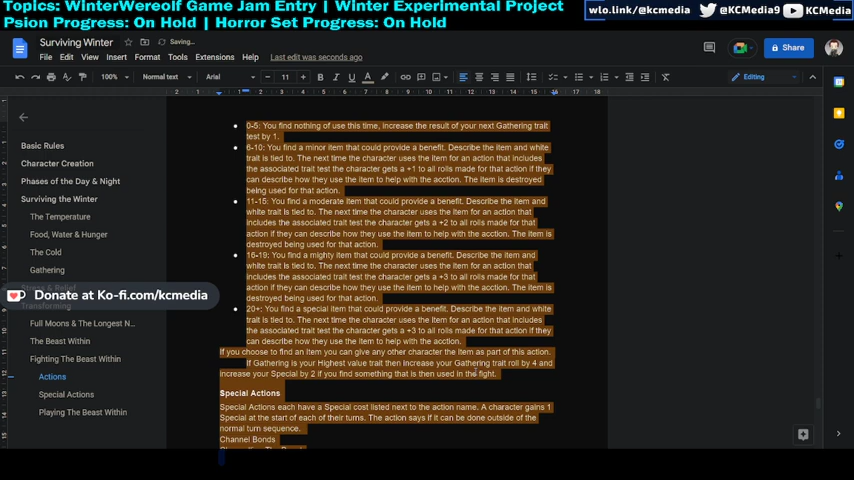 Topics: WinterWereolf Game Jam Entry | Winter Experimental Project
Psion Progress: On Hold | Horror Set Progress: On Hold
wlo.link/@kcmedia
@KCMedia9
KCMedia
Surviving Winter
Saving...
File Edit View Insert Format Tools Extensions Help Last edit was seconds ago
Share
100% Normal text Arial 11
Editing
Basic Rules
Character Creation
Phases of the Day & Night
Surviving the Winter
The Temperature
Food, Water & Hunger
The Cold
Gathering
Donate at Ko-fi.com/kcmedia
Full Moons & The Longest N...
The Beast Within
Fighting The Beast Within
Actions
Special Actions
Playing The Beast Within
0-5: You find nothing of use this time, increase the result of your next Gathering trait
test by 1.
6-10: You find a minor item that could provide a benefit. Describe the item and white
trait is tied to. The next time the character uses the item for an action that includes
the associated trait test the character gets a +1 to all rolls made for that action if they
can describe how they use the item to help with the acction. The item is destroyed
being used for that action.
11-15: You find a moderate item that could provide a benefit. Describe the item and
white trait is tied to. The next time the character uses the item for an action that
includes the associated trait test the character gets a +2 to all rolls made for that
action if they can describe how they use the item to help with the acction. The item is
destroyed being used for that action.
16-19: You find a mighty item that could provide a benefit. Describe the item and
white trait is tied to. The next time the character uses the item for an action that
includes the associated trait test the character gets a +3 to all rolls made for that
action if they can describe how they use the item to help with the acction. The item is
destroyed being used for that action.
20+: You find a special item that could provide a benefit. Describe the item and white
trait is tied to. The next time the character uses the item for an action that includes
the associated trait test the character gets a +3 to all rolls made for that action if they
can describe how they use the item to help with the acction.
If you choose to find an item you can give any other character the item as part of this action.
If Gathering is your Highest value trait then increase your Gathering trait roll by 4 and
increase your Special by 2 if you find something that is then used in the fight.
Special Actions
Special Actions each have a Special cost listed next to the action name. A character gains 1
Special at the start of each of their turns. The action says if it can be done outside of the
normal turn sequence.
Channel Bonds